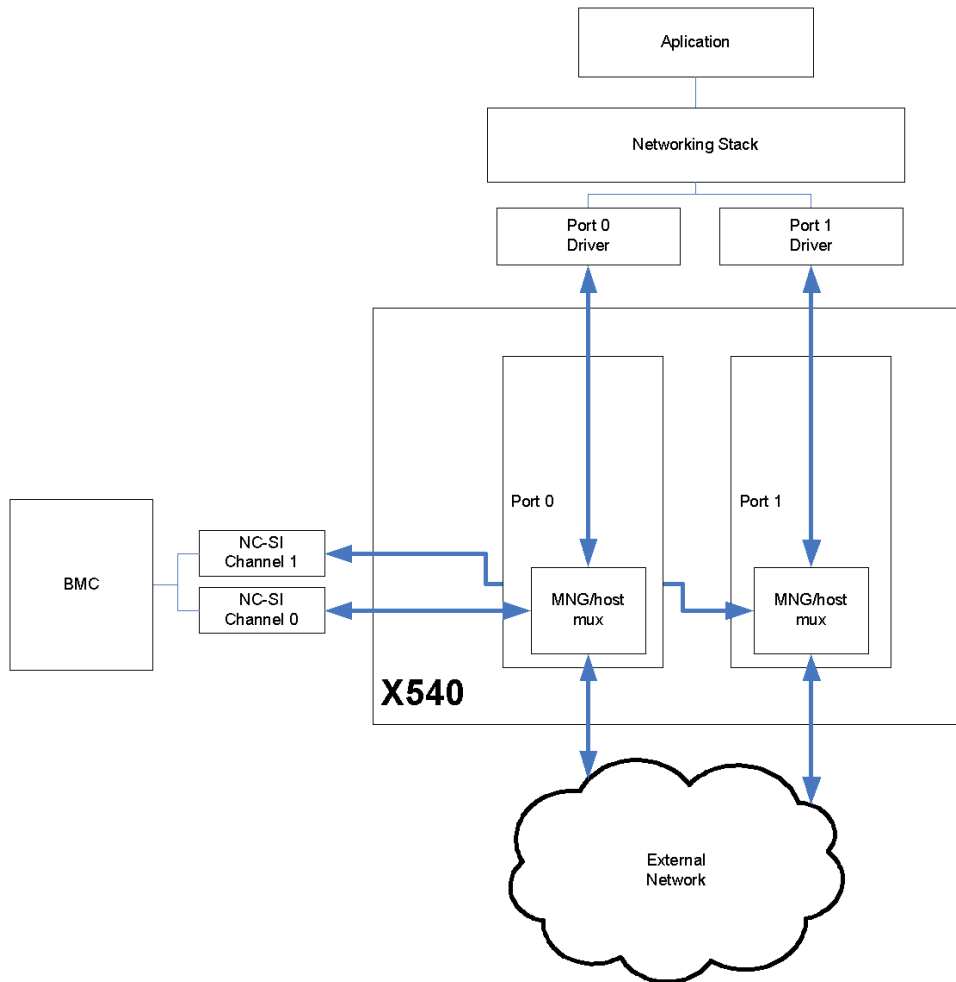 Aplication
Networking Stack
Port 0
Driver
Port 1
Driver
Port 0
Port 1
NC-SI
Channel 1
NC-SI
Channel 0
BMC
MNG/host
mux
MNG/host
mux
X540
External
Network